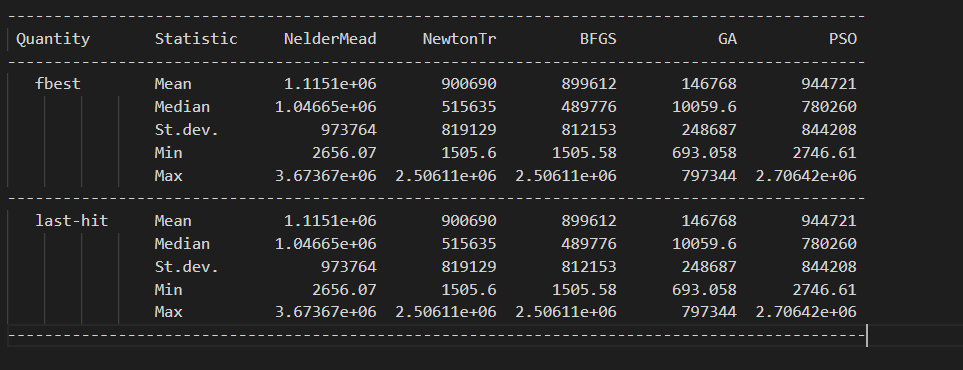 --------------------------------------------------------------------------------------------
Quantity Statistic NelderMead NewtonTr BFGS GA PSO
--------------------------------------------------------------------------------------------
fbest Mean 1.1151e+06 900690 899612 146768 944721
Median 1.04665e+06 515635 489776 10059.6 780260
St.dev. 973764 819129 812153 248687 844208
Min 2656.07 1505.6 1505.58 693.058 2746.61
Max 3.67367e+06 2.50611e+06 2.50611e+06 797344 2.70642e+06
--------------------------------------------------------------------------------------------
last-hit Mean 1.1151e+06 900690 899612 146768 944721
Median 1.04665e+06 515635 489776 10059.6 780260
St.dev. 973764 819129 812153 248687 844208
Min 2656.07 1505.6 1505.58 693.058 2746.61
Max 3.67367e+06 2.50611e+06 2.50611e+06 797344 2.70642e+06
--------------------------------------------------------------------------------------------